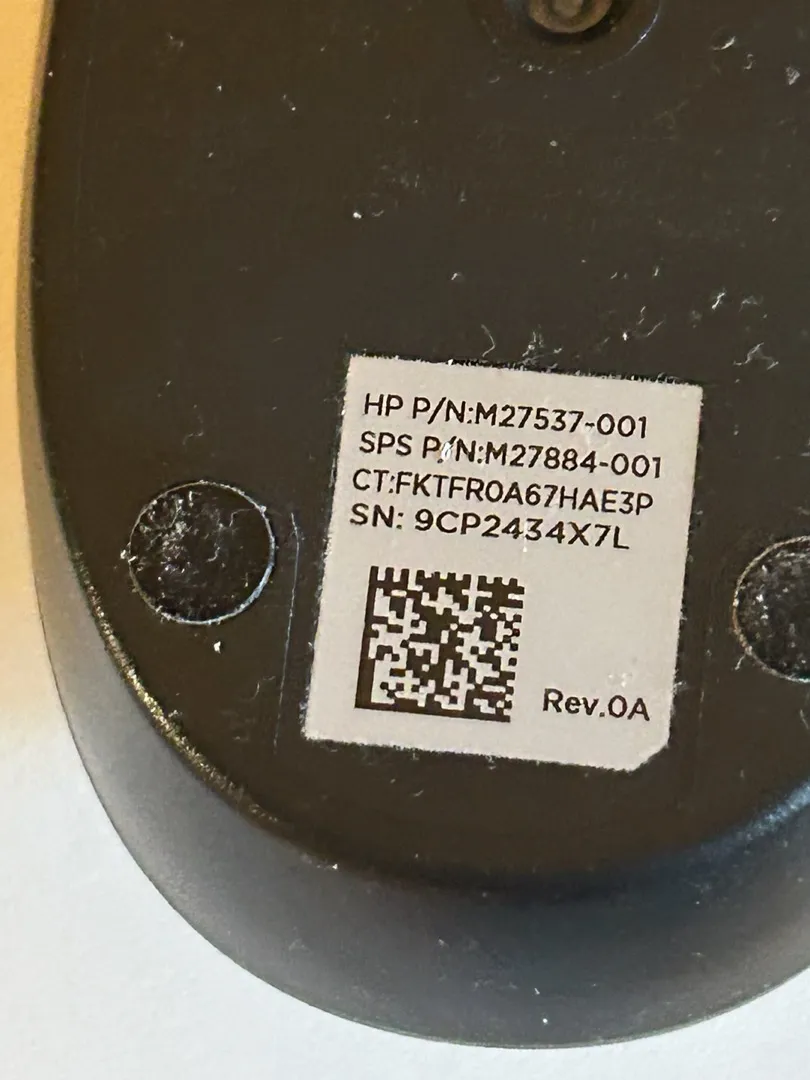 HP P/N:M27537-001
SPS P/N:M27884-001
CT:FKTFR0A67HAE3P
SN: 9CP2434X7L
Rev.0A